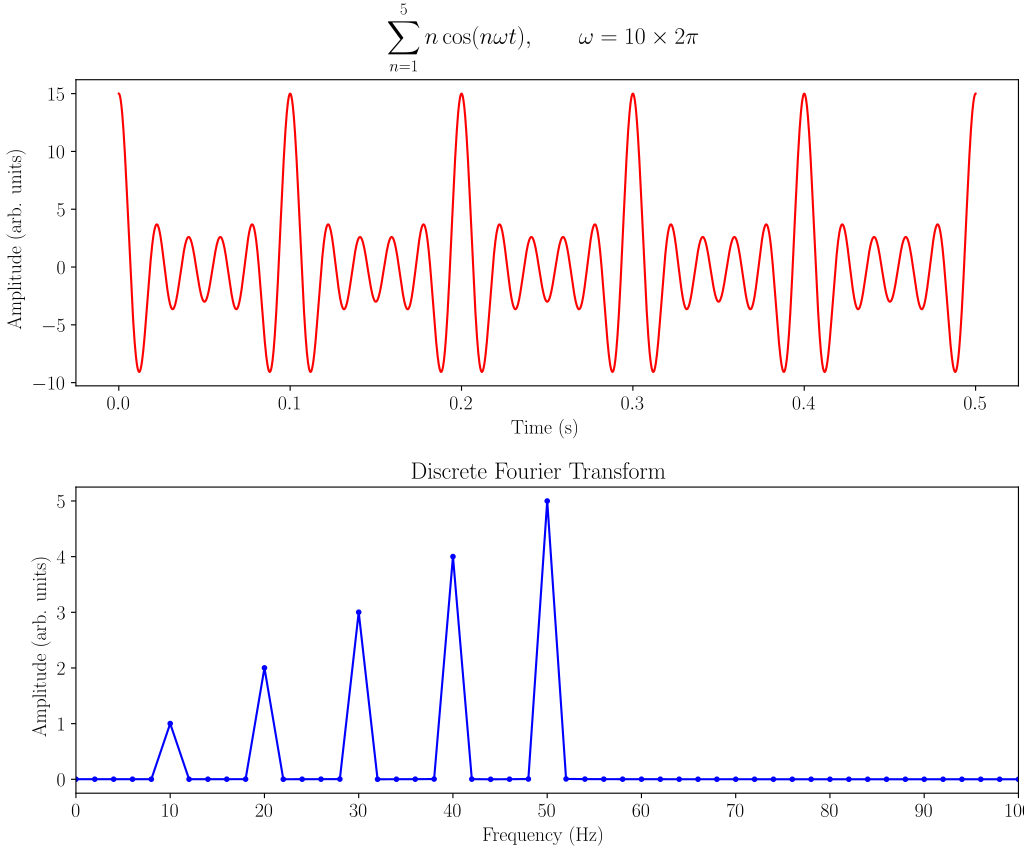 5
∑ n cos(nωt), ω = 10 × 2π
n=1
15
10
5
0
−5
−10
Amplitude (arb. units)
0.0 0.1 0.2 0.3 0.4 0.5
Time (s)
Discrete Fourier Transform
5
4
3
2
1
0
Amplitude (arb. units)
0 10 20 30 40 50 60 70 80 90 100
Frequency (Hz)